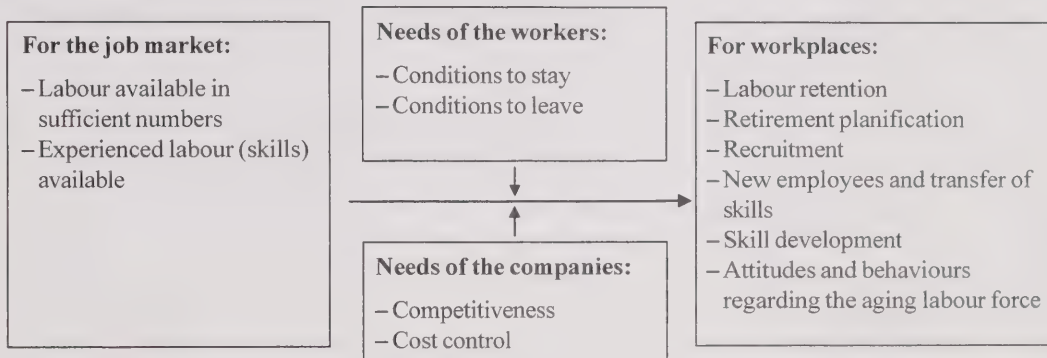 For the job market:
– Labour available in
sufficient numbers
– Experienced labour (skills)
available
Needs of the workers:
– Conditions to stay
– Conditions to leave
Needs of the companies:
– Competitiveness
– Cost control
For workplaces:
– Labour retention
– Retirement planification
– Recruitment
– New employees and transfer of
skills
– Skill development
– Attitudes and behaviours
regarding the aging labour force